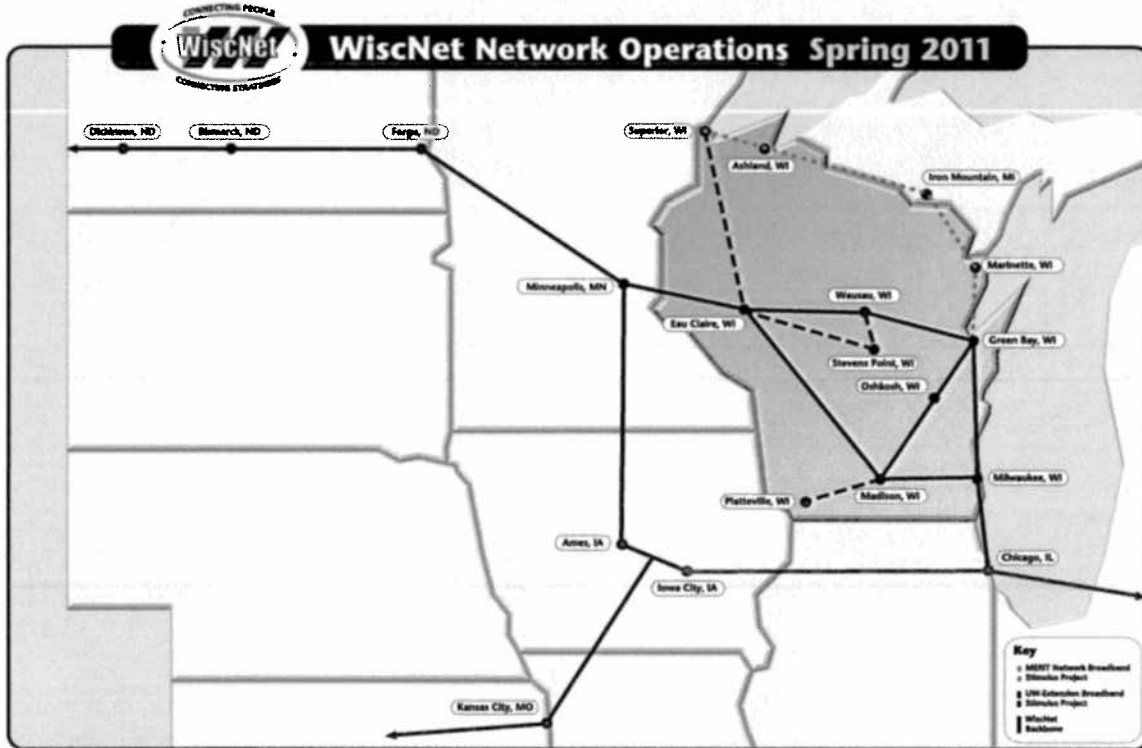 CONNECTING PEOPLE
WiscNet
CONNECTING STRATEGIES
WiscNet Network Operations Spring 2011
Dickinson, ND
Bismarck, ND
Fargo, ND
Superior, WI
Ashland, WI
Iron Mountain, MI
Marinette, WI
Minneapolis, MN
Wausau, WI
Eau Claire, WI
Green Bay, WI
Stevens Point, WI
Oshkosh, WI
Platteville, WI
Madison, WI
Milwaukee, WI
Ames, IA
Iowa City, IA
Chicago, IL
Kansas City, MO
Key
MERIT Network Broadband
Stimulus Project
UW-Extension Broadband
Stimulus Project
WiscNet
Backbone